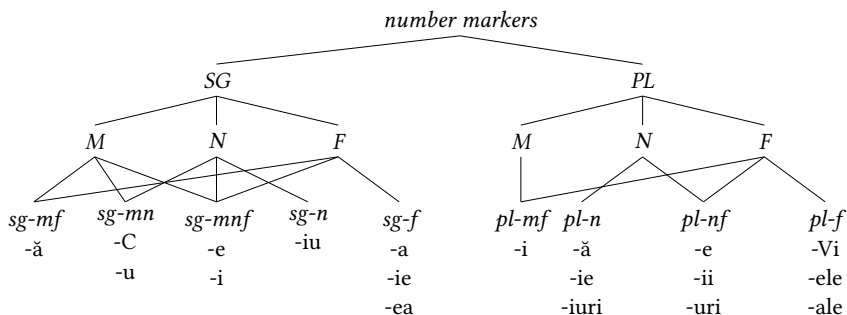 number markers
SG PL
M N F M N F
sg-mf sg-mn sg-mnf sg-n sg-f pl-mf pl-n pl-nf pl-f
-ă -C -e -iu -a -i -ă -e -Vi
-u -i -ie -ie -ii -ele
-ea -iuri -uri -ale